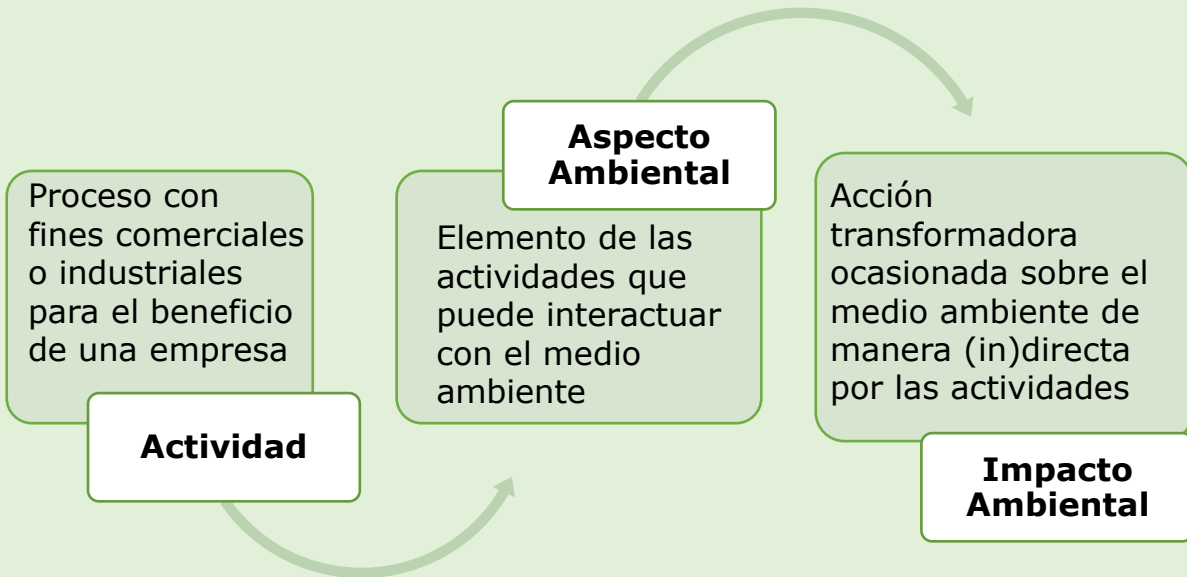 Proceso con
fines comerciales
o industriales
para el beneficio
de una empresa
Actividad
Aspecto
Ambiental
Elemento de las
actividades que
puede interactuar
con el medio
ambiente
Acción
transformadora
ocasionada sobre el
medio ambiente de
manera (in)directa
por las actividades
Impacto
Ambiental